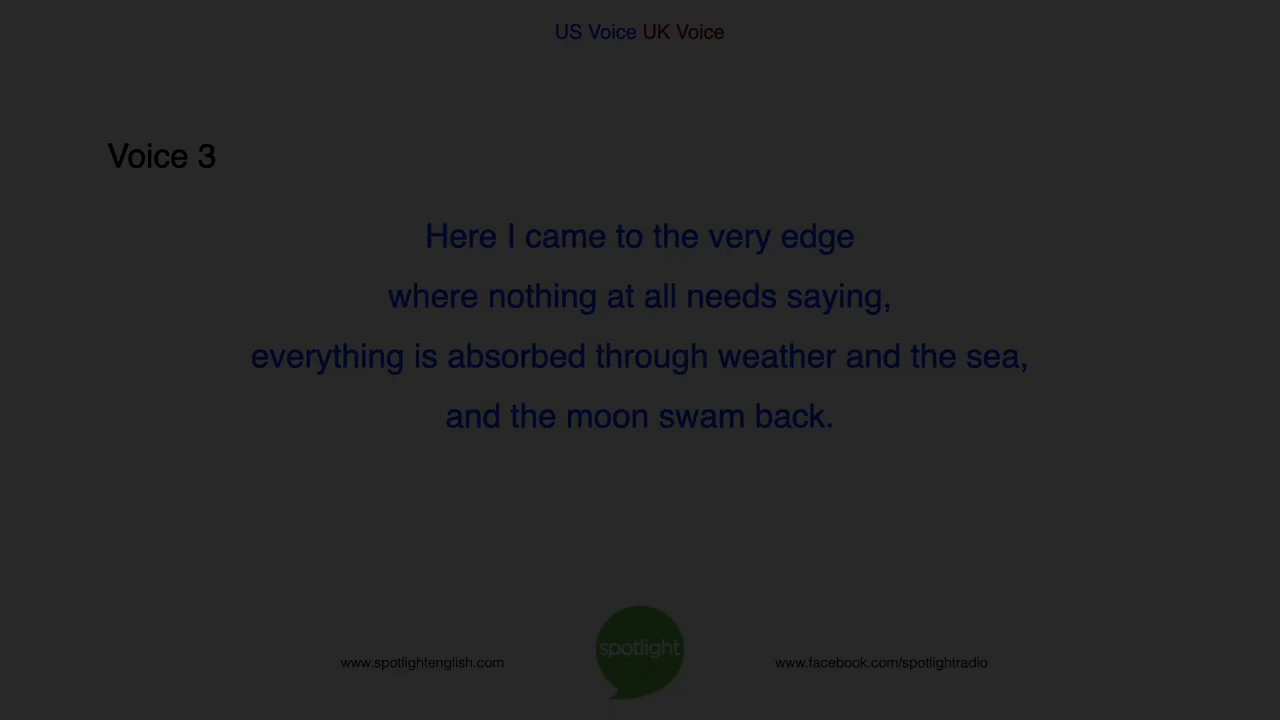 US Voice UK Voice
Voice 3
Here I came to the very edge
where nothing at all needs saying,
everything is absorbed through weather and the sea,
and the moon swam back.
spotlight
www.spotlightenglish.com
www.facebook.com/spotlightradio